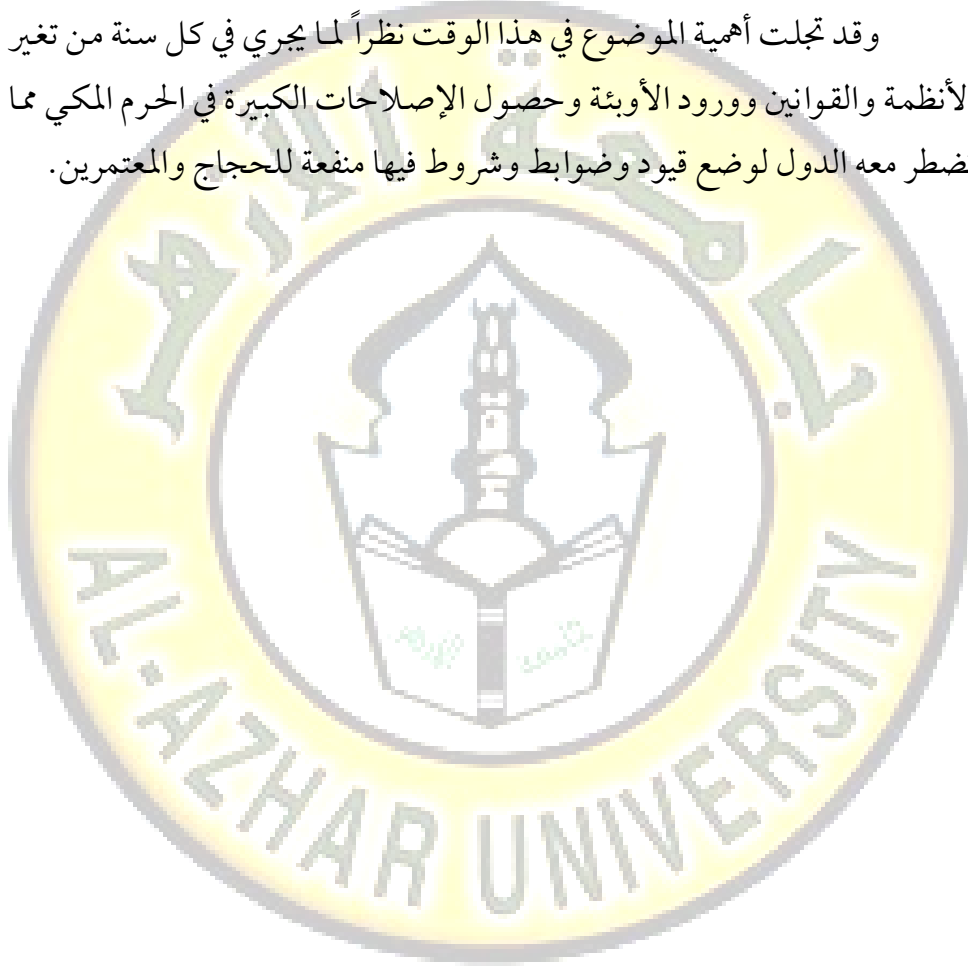 وقد تجلت أهمية الموضوع في هذا الوقت نظراً لما يجري في كل سنة من تغير
لأنظمة والقوانين وورود الأوبئة وحصول الإصلاحات الكبيرة في الحرم المكي مما
ضطر معه الدول لوضع قيود وضوابط وشروط فيها منفعة للحجاج والمعتمرين.
جامعة الأزهر
AL-AZHAR UNIVERSITY